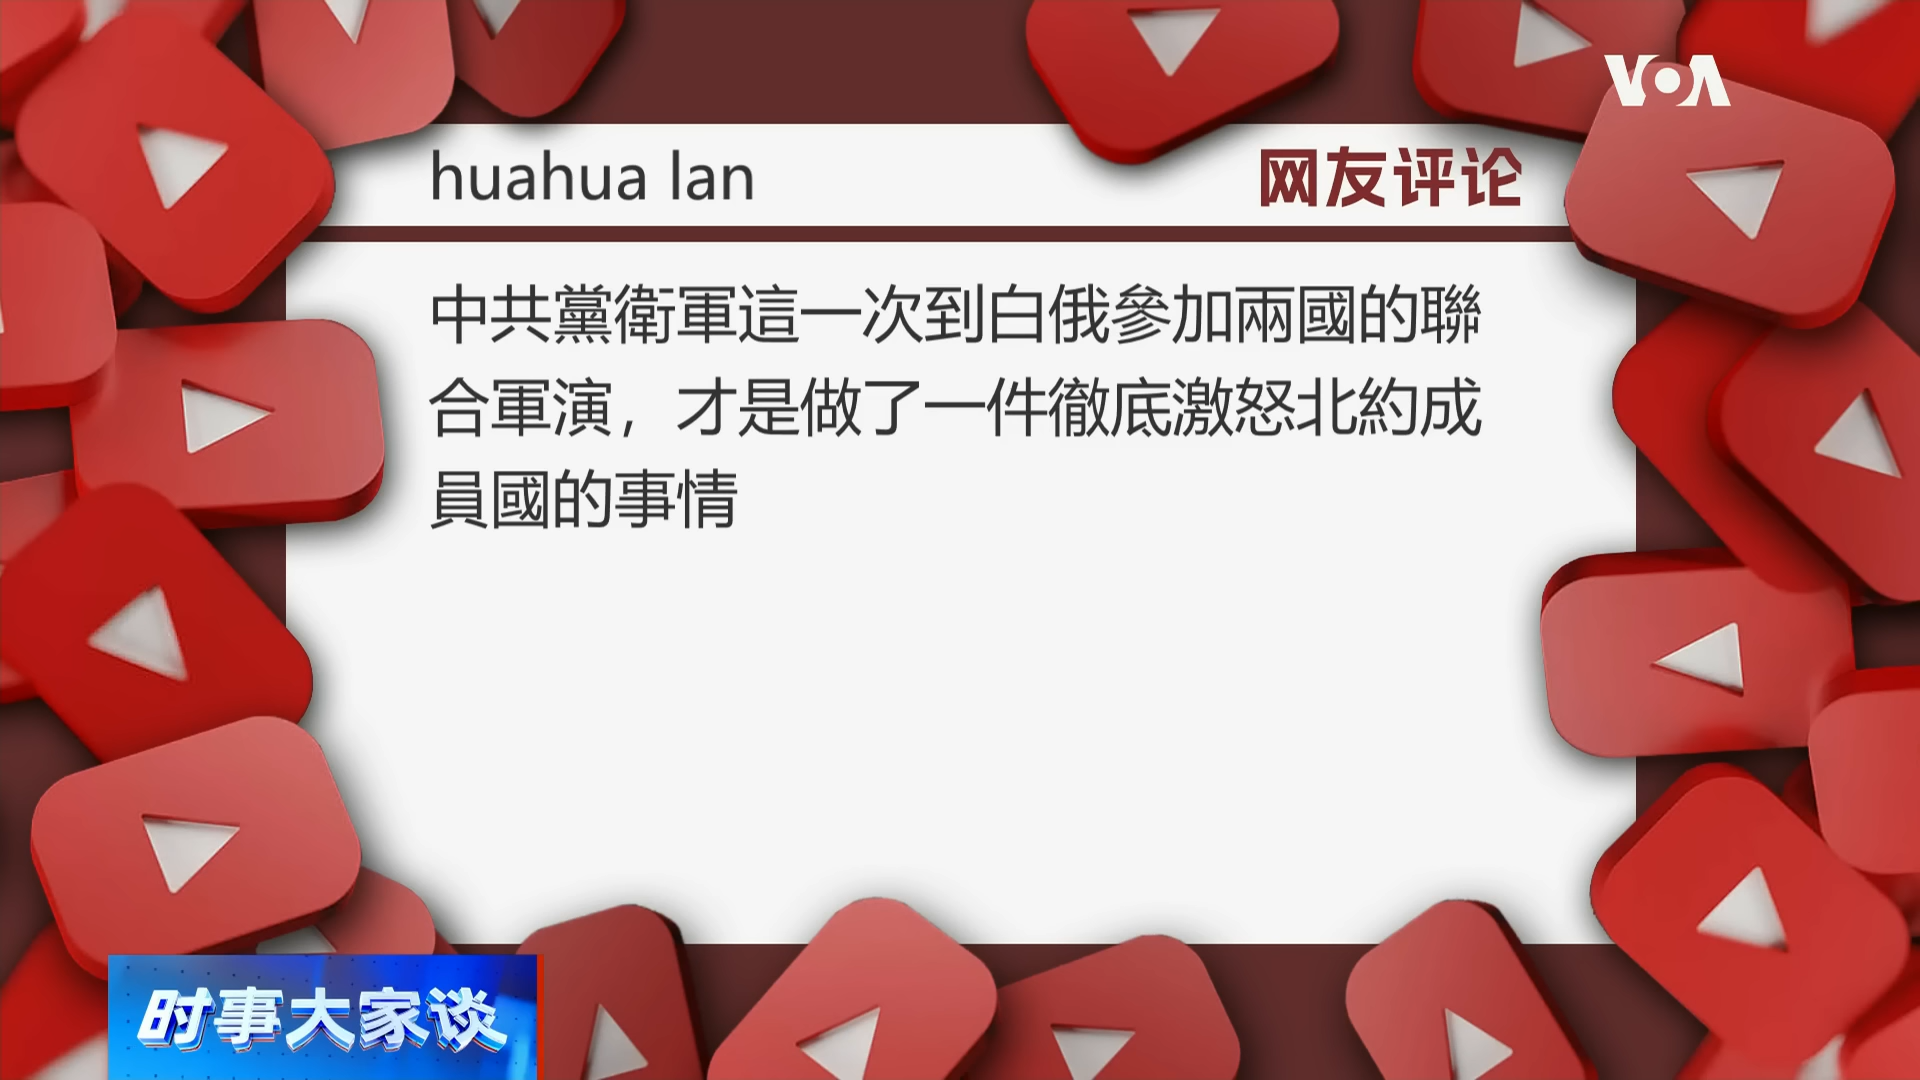 VOA
huahua lan
网友评论
中共黨衛軍這一次到白俄參加兩國的聯
合軍演，才是做了一件徹底激怒北約成
員國的事情
时事大家谈